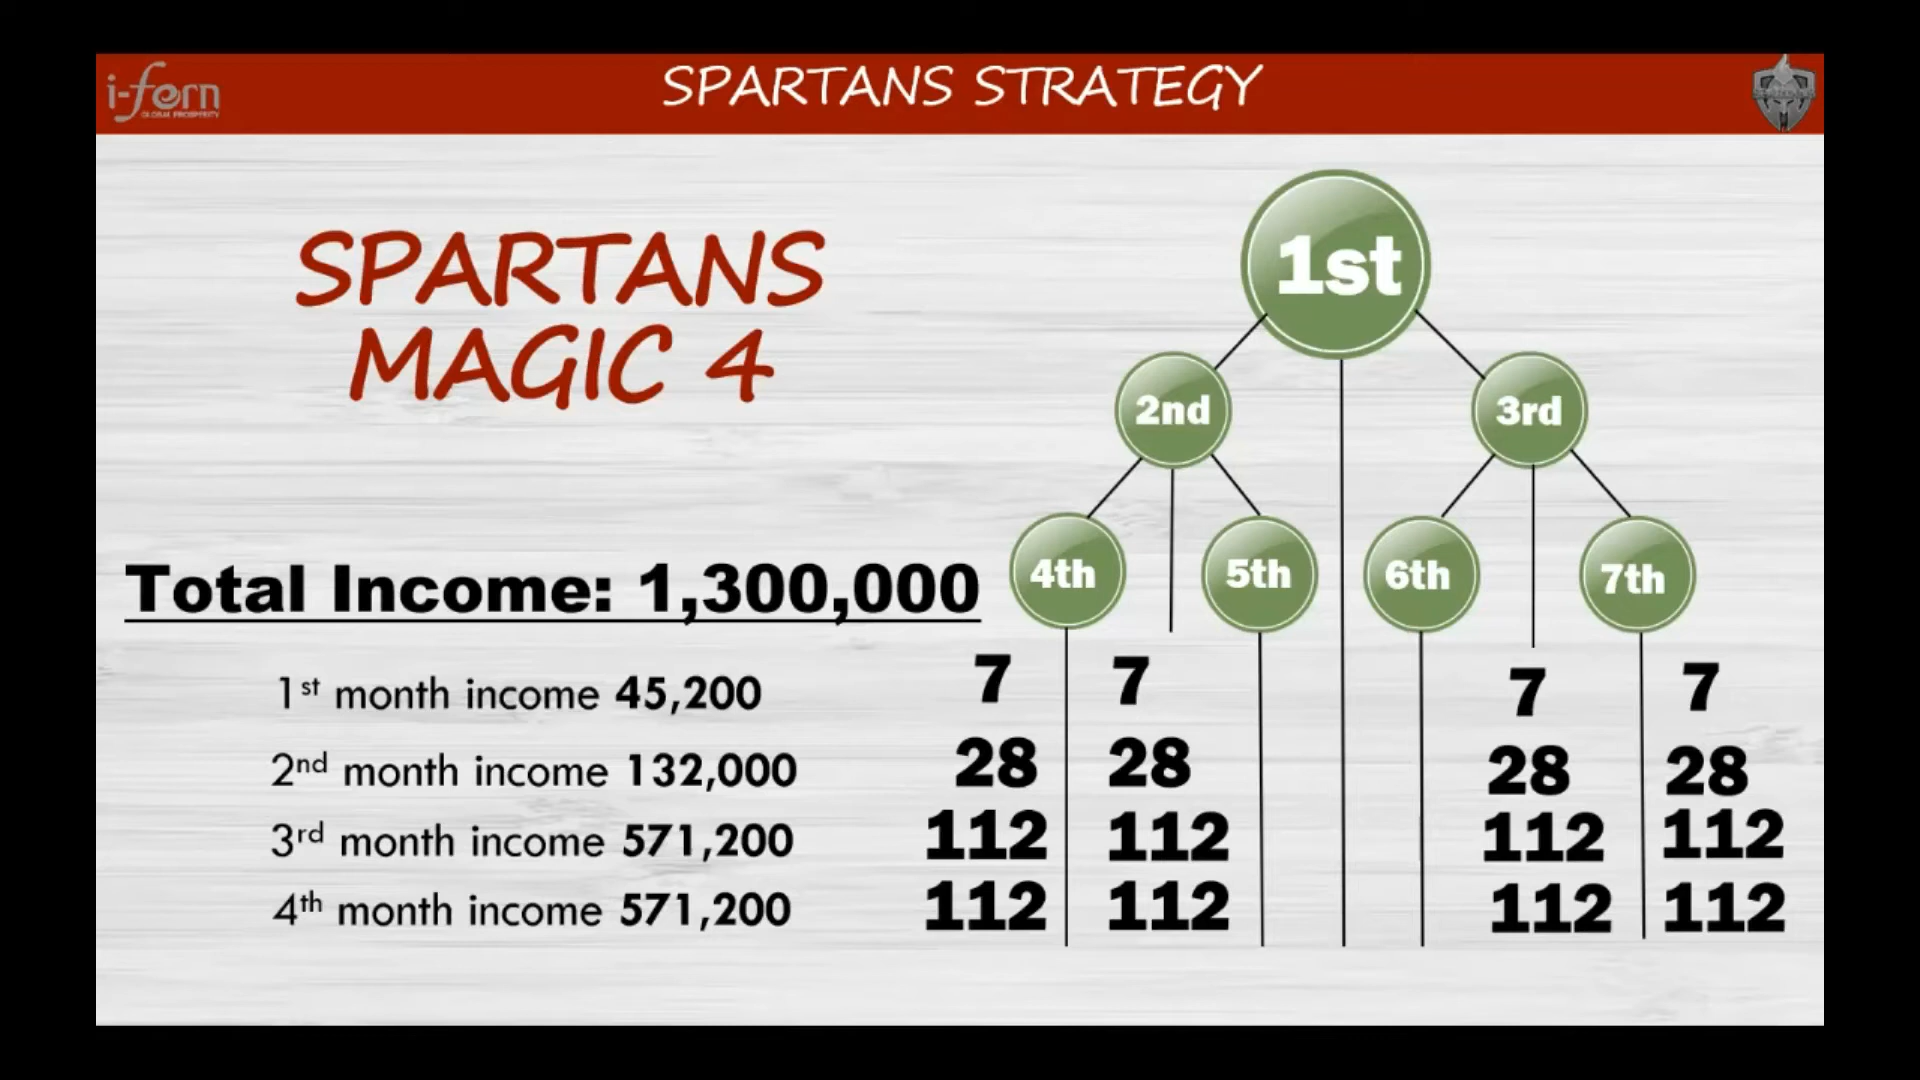 i-fern
GLOBAL PROSPERITY
SPARTANS STRATEGY
SPARTANS
MAGIC 4
1st
2nd
3rd
4th
5th
6th
7th
Total Income: 1,300,000
1st month income 45,200
7 7 7 7
2nd month income 132,000
28 28 28 28
3rd month income 571,200
112 112 112 112
4th month income 571,200
112 112 112 112